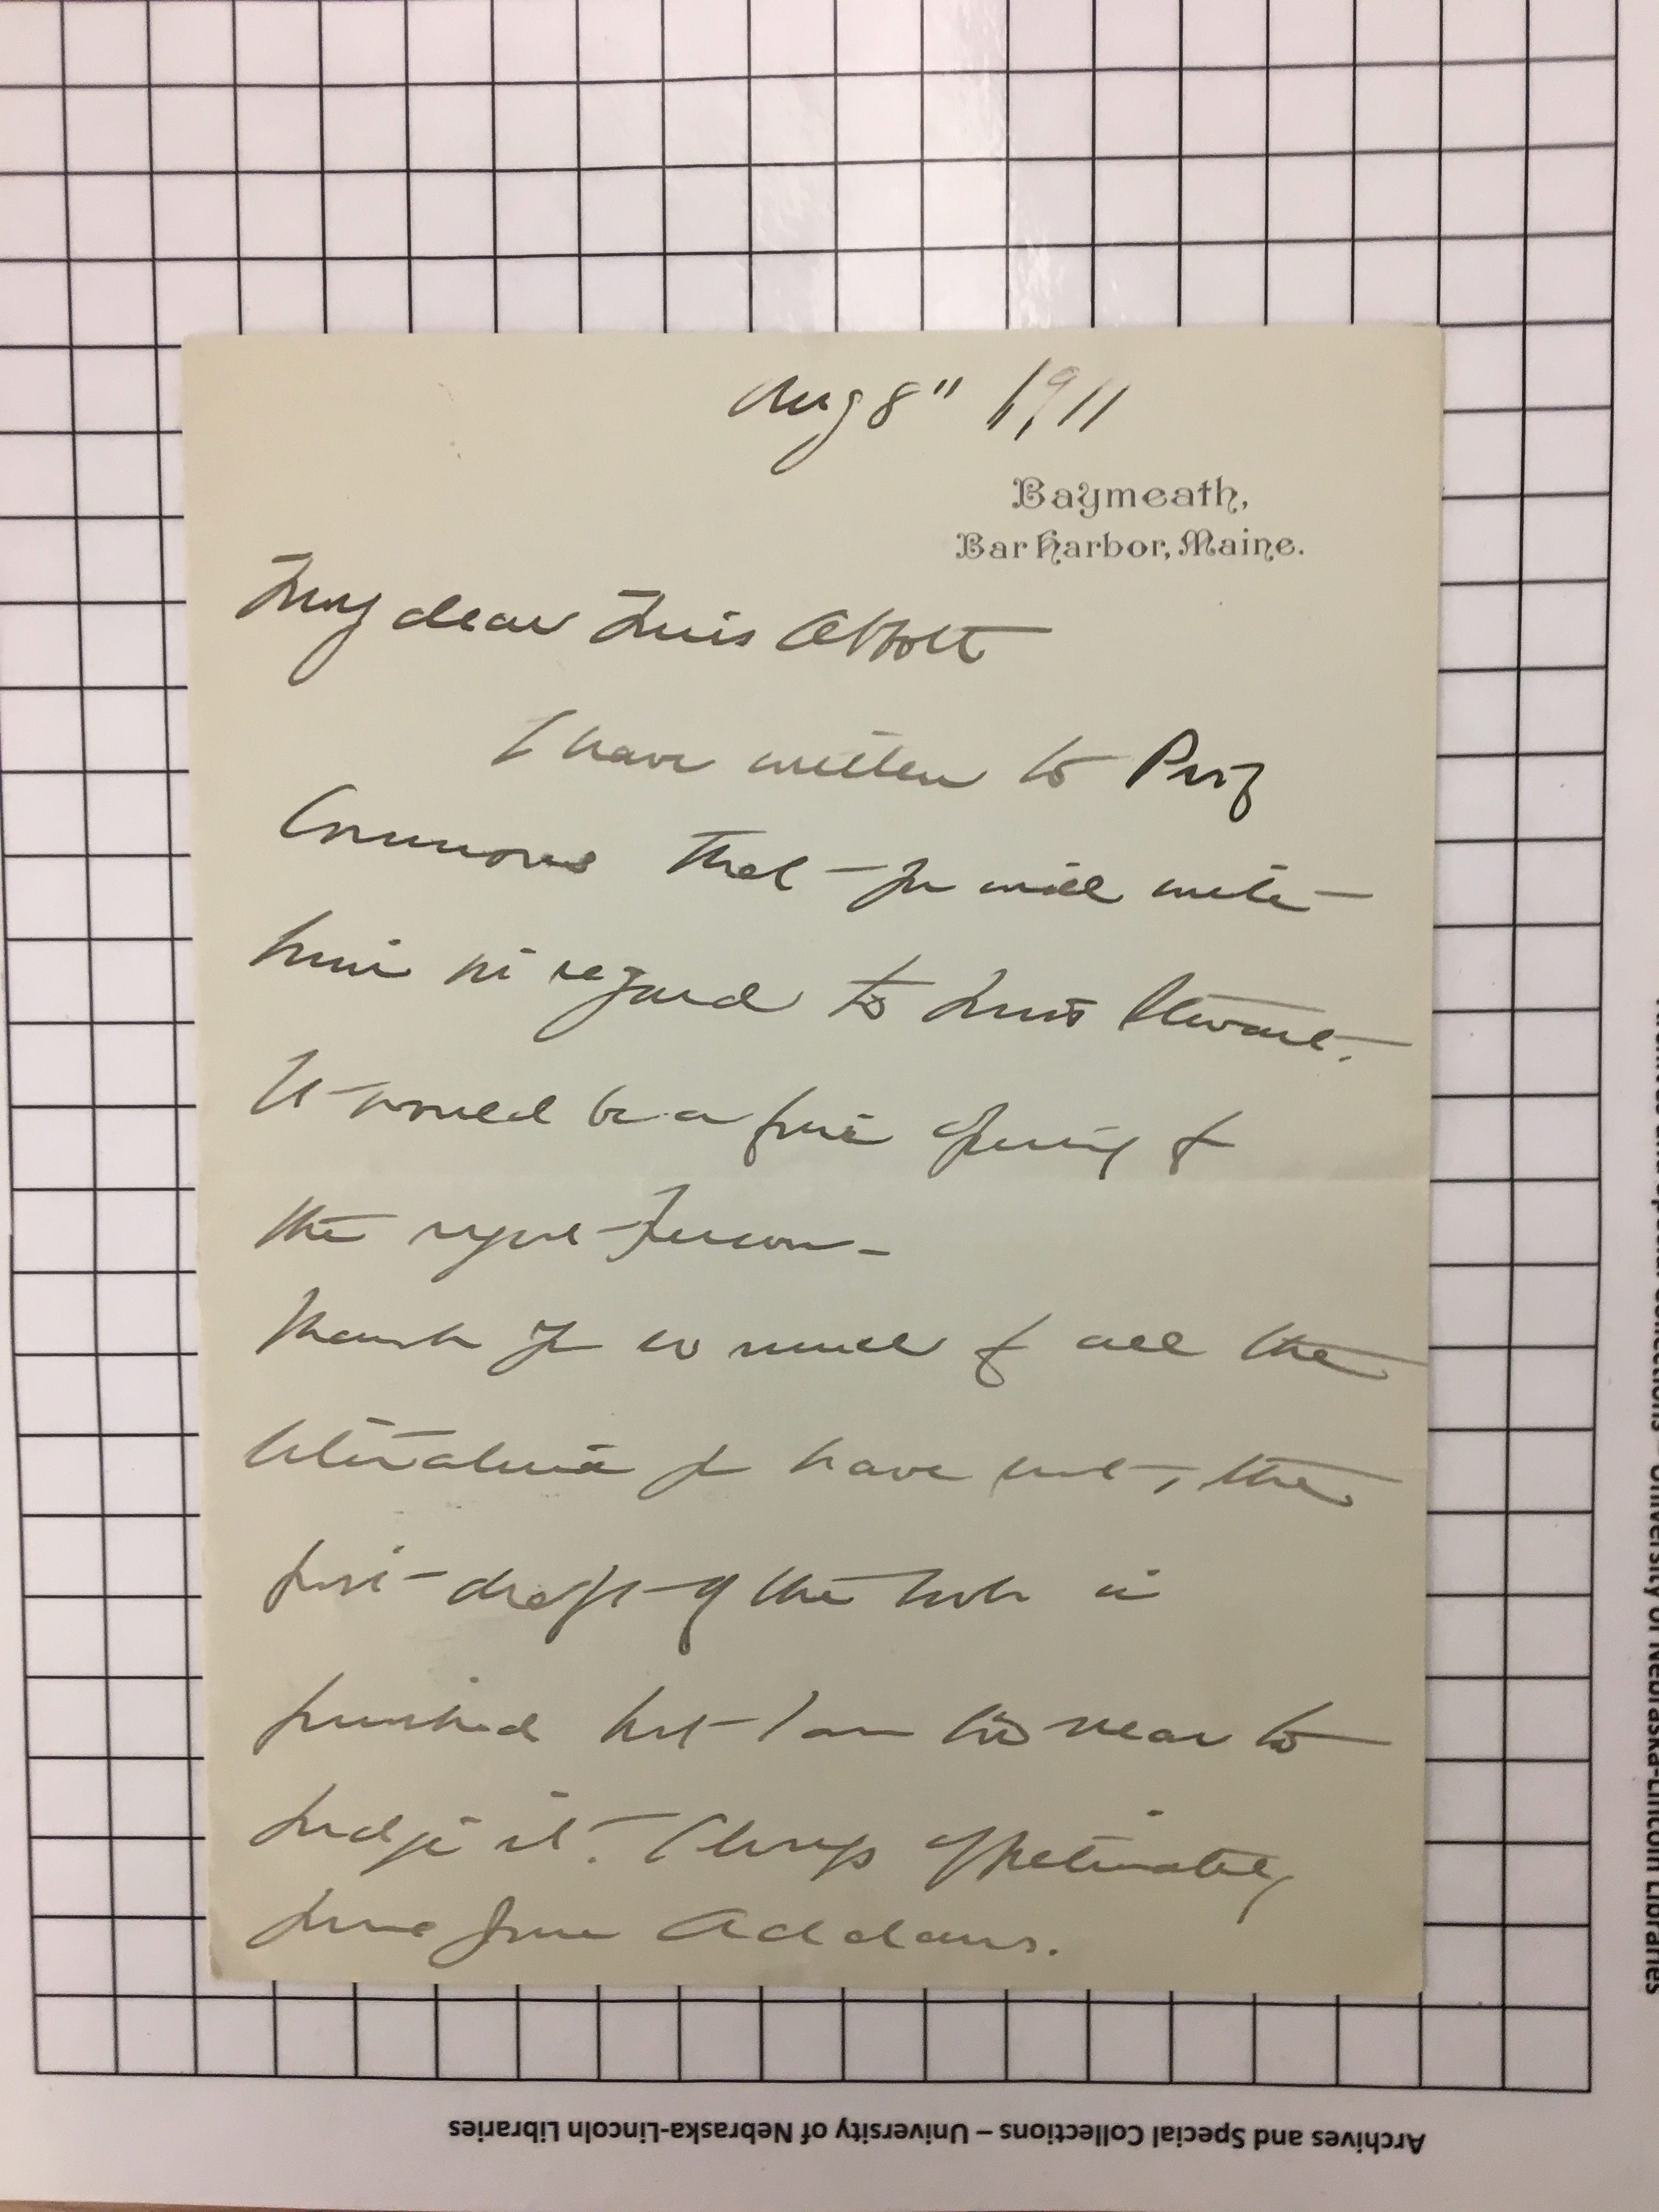 Aug 8" 1911
Baymeath,
Bar Harbor, Maine.
My dear Miss Abbott
I have written to Prof
Commons that you will write
him in regard to Miss Stewart.
It would be a fine opening for
the right person –
Thank you so much for all the
literature you have sent, the
first draft of the book is
finished but I am too near to
judge it. Always affectionately
yours Jane Addams.
Archives and Special Collections – University of Nebraska-Lincoln Libraries
Archives and Special Collections – University of Nebraska-Lincoln Libraries